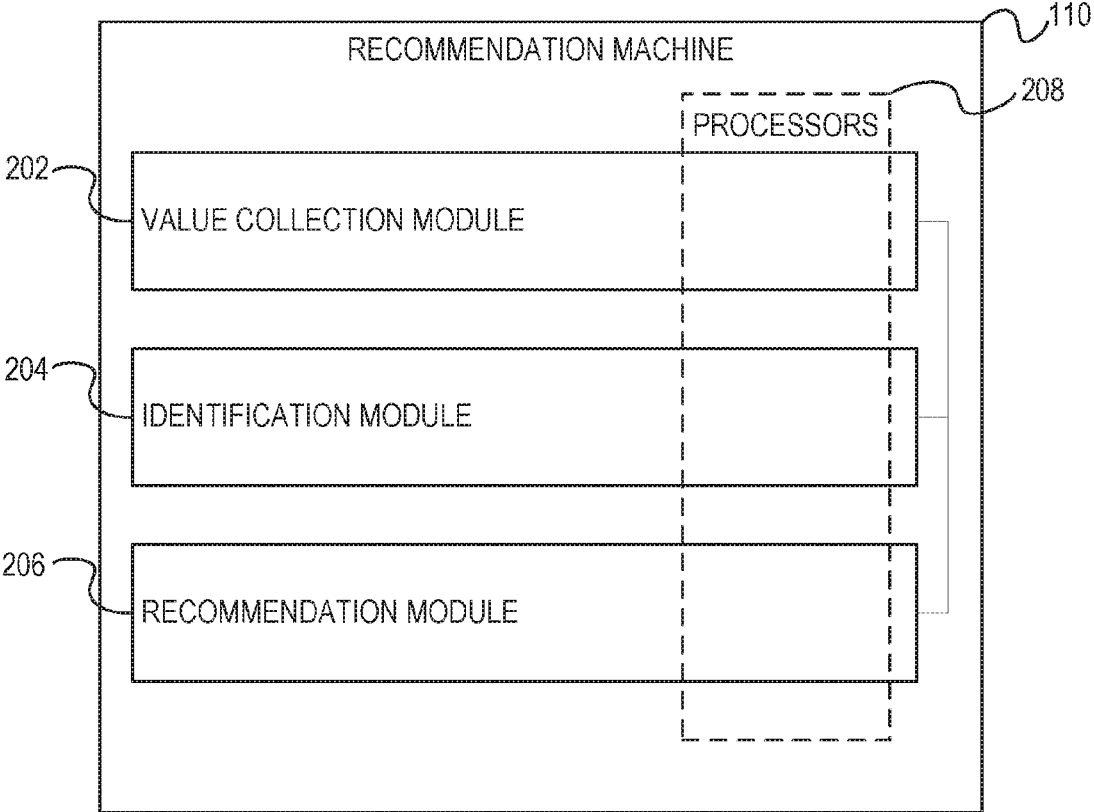 110
RECOMMENDATION MACHINE
208
PROCESSORS
202
VALUE COLLECTION MODULE
204
IDENTIFICATION MODULE
206
RECOMMENDATION MODULE